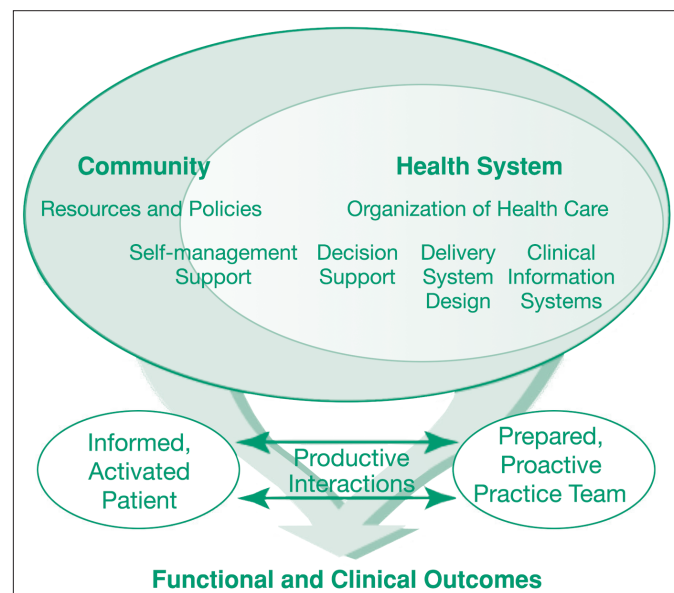 Community
Health System
Resources and Policies
Organization of Health Care
Self-management
Support
Decision
Support
Delivery
System
Design
Clinical
Information
Systems
Informed,
Activated
Patient
Productive
Interactions
Prepared,
Proactive
Practice Team
Functional and Clinical Outcomes